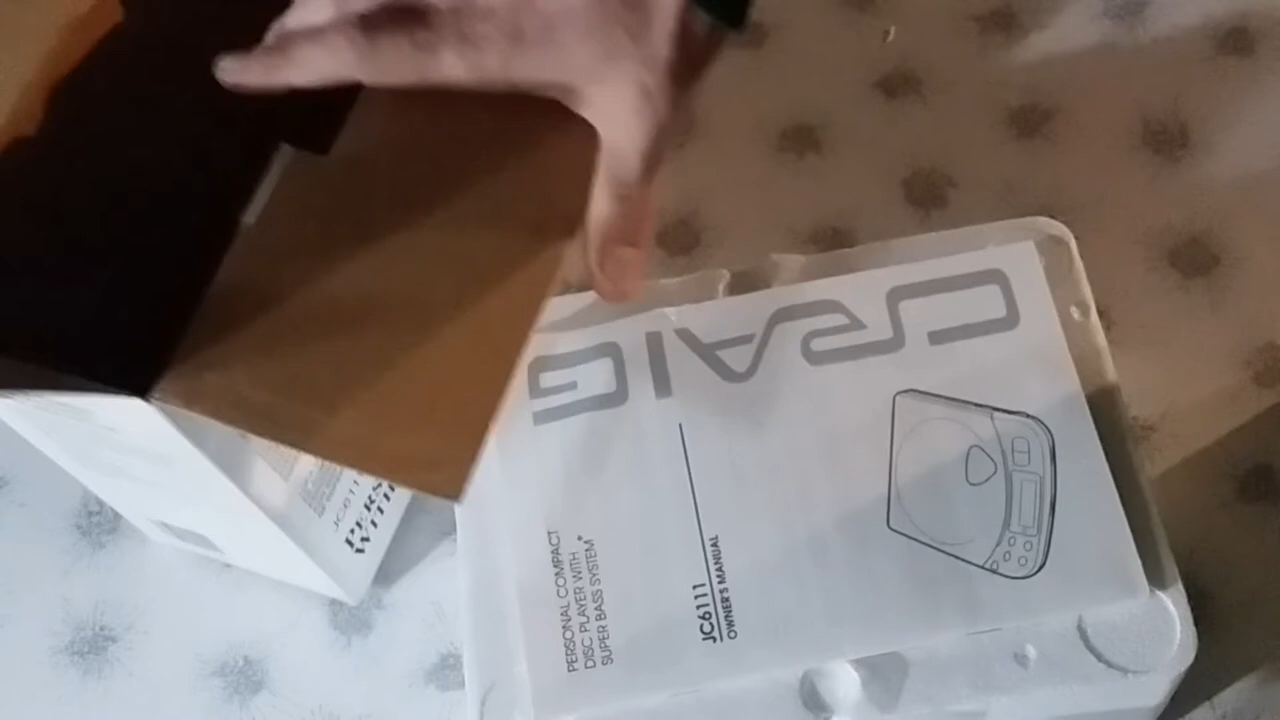 CRAIG
JC6111
OWNER'S MANUAL
PERSONAL COMPACT
DISC PLAYER WITH
SUPER BASS SYSTEM
JC6111
PERS
WITH